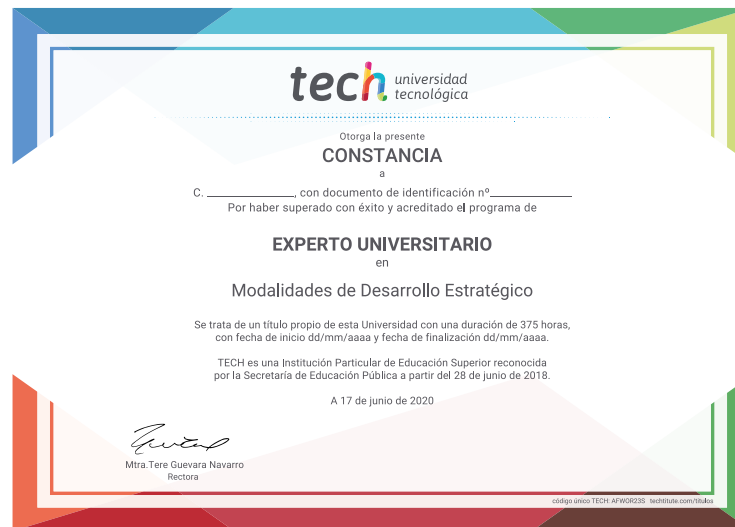 tech universidad
tecnológica
Otorga la presente
CONSTANCIA
a
C. ________________, con documento de identificación nº_______________
Por haber superado con éxito y acreditado el programa de
EXPERTO UNIVERSITARIO
en
Modalidades de Desarrollo Estratégico
Se trata de un título propio de esta Universidad con una duración de 375 horas,
con fecha de inicio dd/mm/aaaa y fecha de finalización dd/mm/aaaa.
TECH es una Institución Particular de Educación Superior reconocida
por la Secretaría de Educación Pública a partir del 28 de junio de 2018.
A 17 de junio de 2020
Mtra.Tere Guevara Navarro
Rectora
código único TECH: AFWOR23S techtitute.com/titulos